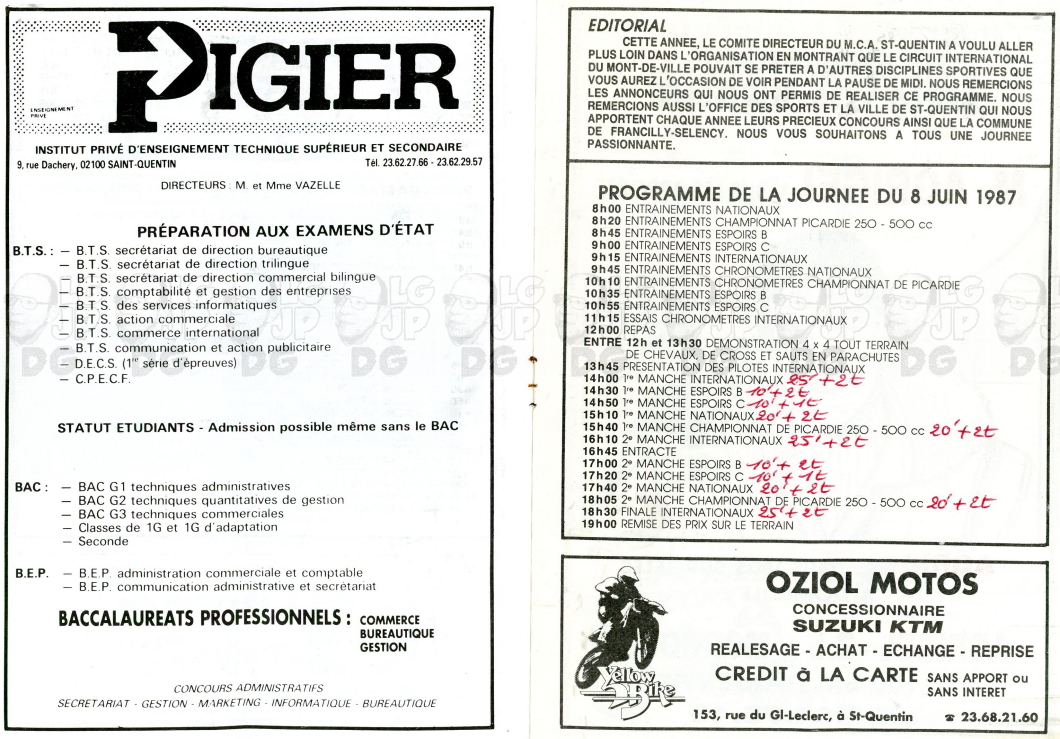 PIGIER
ENSEIGNEMENT
PRIVÉ
INSTITUT PRIVÉ D'ENSEIGNEMENT TECHNIQUE SUPÉRIEUR ET SECONDAIRE
9, rue Dachery, 02100 SAINT-QUENTIN Tél. 23.62.27.66 - 23.62.29.57
DIRECTEURS : M. et Mme VAZELLE
PRÉPARATION AUX EXAMENS D'ÉTAT
B.T.S. : — B.T.S. secrétariat de direction bureautique
— B.T.S. secrétariat de direction trilingue
— B.T.S. secrétariat de direction commercial bilingue
— B.T.S. comptabilité et gestion des entreprises
— B.T.S. des services informatiques
— B.T.S. action commerciale
— B.T.S. commerce international
— B.T.S. communication et action publicitaire
— D.E.C.S. (1re série d'épreuves)
— C.P.E.C.F.
STATUT ETUDIANTS - Admission possible même sans le BAC
BAC : — BAC G1 techniques administratives
— BAC G2 techniques quantitatives de gestion
— BAC G3 techniques commerciales
— Classes de 1G et 1G d'adaptation
— Seconde
B.E.P. — B.E.P. administration commerciale et comptable
— B.E.P. communication administrative et secrétariat
BACCALAUREATS PROFESSIONNELS : COMMERCE
BUREAUTIQUE
GESTION
CONCOURS ADMINISTRATIFS
SECRETARIAT - GESTION - MARKETING - INFORMATIQUE - BUREAUTIQUE
EDITORIAL
CETTE ANNEE, LE COMITE DIRECTEUR DU M.C.A. ST-QUENTIN A VOULU ALLER
PLUS LOIN DANS L'ORGANISATION EN MONTRANT QUE LE CIRCUIT INTERNATIONAL
DU MONT-DE-VILLE POUVAIT SE PRETER A D'AUTRES DISCIPLINES SPORTIVES QUE
VOUS AUREZ L'OCCASION DE VOIR PENDANT LA PAUSE DE MIDI. NOUS REMERCIONS
LES ANNONCEURS QUI NOUS ONT PERMIS DE REALISER CE PROGRAMME. NOUS
REMERCIONS AUSSI L'OFFICE DES SPORTS ET LA VILLE DE ST-QUENTIN QUI NOUS
APPORTENT CHAQUE ANNEE LEURS PRECIEUX CONCOURS AINSI QUE LA COMMUNE
DE FRANCILLY-SELENCY. NOUS VOUS SOUHAITONS A TOUS UNE JOURNEE
PASSIONNANTE.
PROGRAMME DE LA JOURNEE DU 8 JUIN 1987
8h00 ENTRAINEMENTS NATIONAUX
8h20 ENTRAINEMENTS CHAMPIONNAT PICARDIE 250 - 500 cc
8h45 ENTRAINEMENTS ESPOIRS B
9h00 ENTRAINEMENTS ESPOIRS C
9h15 ENTRAINEMENTS INTERNATIONAUX
9h45 ENTRAINEMENTS CHRONOMETRES NATIONAUX
10h10 ENTRAINEMENTS CHRONOMETRES CHAMPIONNAT DE PICARDIE
10h35 ENTRAINEMENTS ESPOIRS B
10h55 ENTRAINEMENTS ESPOIRS C
11h15 ESSAIS CHRONOMETRES INTERNATIONAUX
12h00 REPAS
ENTRE 12h et 13h30 DEMONSTRATION 4 x 4 TOUT TERRAIN
DE CHEVAUX, DE CROSS ET SAUTS EN PARACHUTES
13h45 PRESENTATION DES PILOTES INTERNATIONAUX
14h00 1re MANCHE INTERNATIONAUX 25' + 2t
14h30 1re MANCHE ESPOIRS B 10' + 2t
14h50 1re MANCHE ESPOIRS C 10' + 1t
15h10 1re MANCHE NATIONAUX 20' + 2t
15h40 1re MANCHE CHAMPIONNAT DE PICARDIE 250 - 500 cc 20' + 2t
16h10 2e MANCHE INTERNATIONAUX 25' + 2t
16h45 ENTRACTE
17h00 2e MANCHE ESPOIRS B 10' + 2t
17h20 2e MANCHE ESPOIRS C 10' + 1t
17h40 2e MANCHE NATIONAUX 20' + 2t
18h05 2e MANCHE CHAMPIONNAT DE PICARDIE 250 - 500 cc 20' + 2t
18h30 FINALE INTERNATIONAUX 25' + 2t
19h00 REMISE DES PRIX SUR LE TERRAIN
OZIOL MOTOS
CONCESSIONNAIRE
SUZUKI KTM
REALESAGE - ACHAT - ECHANGE - REPRISE
CREDIT à LA CARTE SANS APPORT ou
SANS INTERET
Yellow
Bike
153, rue du Gl-Leclerc, à St-Quentin ☎ 23.68.21.60
LG JP DG